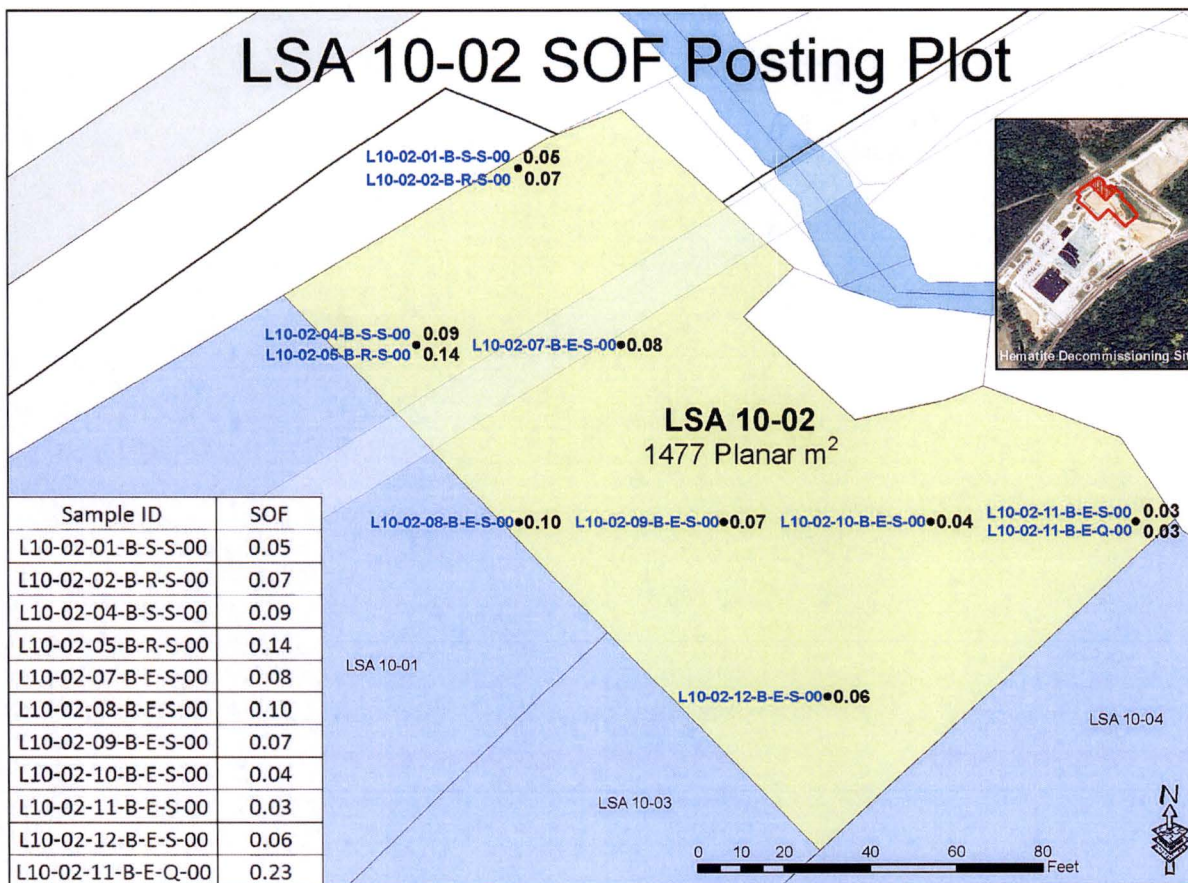 LSA 10-02 SOF Posting Plot
L10-02-01-B-S-S-00 0.05
L10-02-02-B-R-S-00 0.07
Hematite Decommissioning Sit
L10-02-04-B-S-S-00 0.09
L10-02-05-B-R-S-00 0.14
L10-02-07-B-E-S-00 0.08
LSA 10-02
1477 Planar m²
L10-02-08-B-E-S-00 0.10
L10-02-09-B-E-S-00 0.07
L10-02-10-B-E-S-00 0.04
L10-02-11-B-E-S-00 0.03
L10-02-11-B-E-Q-00 0.03
LSA 10-01
L10-02-12-B-E-S-00 0.06
LSA 10-04
LSA 10-03
Sample ID SOF
L10-02-01-B-S-S-00 0.05
L10-02-02-B-R-S-00 0.07
L10-02-04-B-S-S-00 0.09
L10-02-05-B-R-S-00 0.14
L10-02-07-B-E-S-00 0.08
L10-02-08-B-E-S-00 0.10
L10-02-09-B-E-S-00 0.07
L10-02-10-B-E-S-00 0.04
L10-02-11-B-E-S-00 0.03
L10-02-12-B-E-S-00 0.06
L10-02-11-B-E-Q-00 0.23
N
0 10 20 40 60 80
Feet